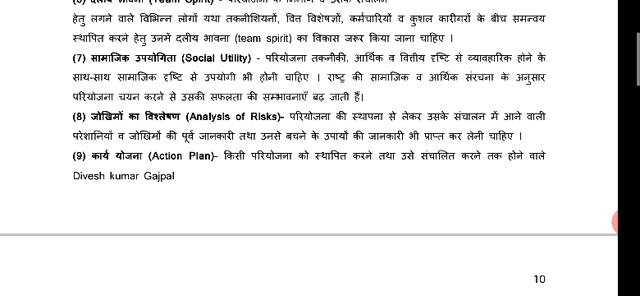 हेतु लगने वाले विभिन्न लोगों यथा तकनीशियनों, वित्त विशेषज्ञों, कर्मचारियों व कुशल कारीगरों के बीच समन्वय
स्थापित करने हेतु उनमें दलीय भावना (team spirit) का विकास जरूर किया जाना चाहिए ।
(7) सामाजिक उपयोगिता (Social Utility) - परियोजना तकनीकी, आर्थिक व वित्तीय दृष्टि से व्यावहारिक होने के
साथ-साथ सामाजिक दृष्टि से उपयोगी भी होनी चाहिए । राष्ट्र की सामाजिक व आर्थिक संरचना के अनुसार
परियोजना चयन करने से उसकी सफलता की सम्भावनाएँ बढ़ जाती हैं।
(8) जोखिमों का विश्लेषण (Analysis of Risks)- परियोजना की स्थापना से लेकर उसके संचालन में आने वाली
परेशानियों व जोखिमों की पूर्व जानकारी तथा उनसे बचने के उपायों की जानकारी भी प्राप्त कर लेनी चाहिए ।
(9) कार्य योजना (Action Plan)- किसी परियोजना को स्थापित करने तथा उसे संचालित करने तक होने वाले
Divesh kumar Gajpal
10